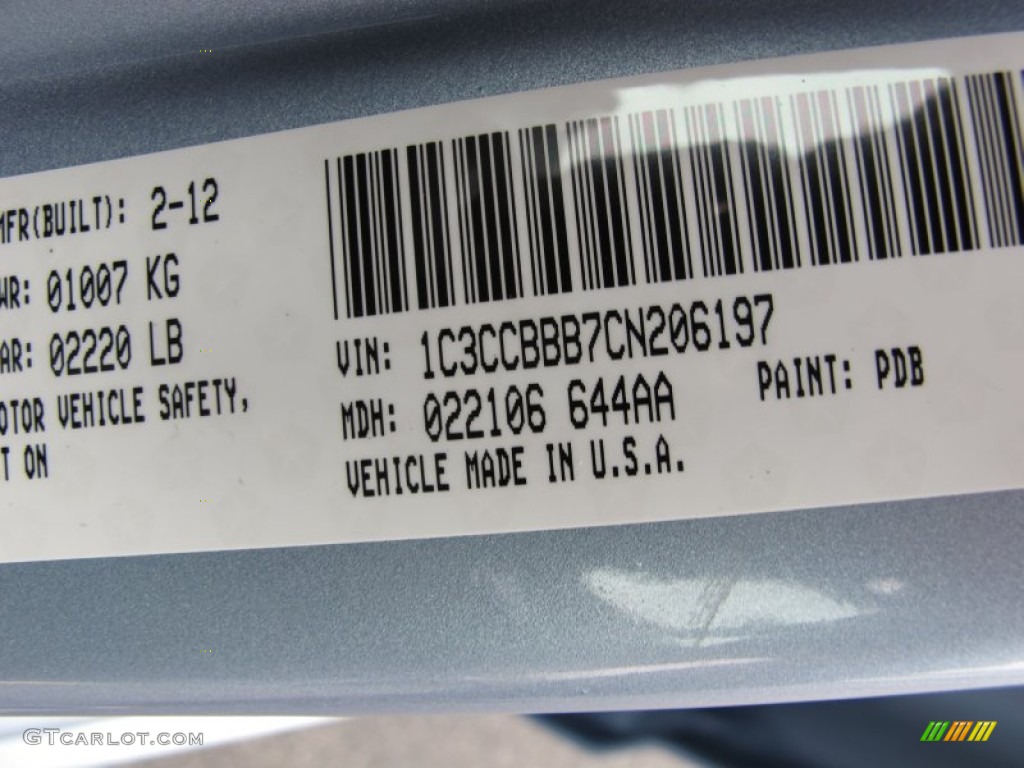 MFR(BUILT): 2-12
WR: 01007 KG
AR: 02220 LB
OTOR VEHICLE SAFETY,
T ON
VIN: 1C3CCBBB7CN206197
MDH: 022106 644AA
PAINT: PDB
VEHICLE MADE IN U.S.A.
GTCARLOT.COM